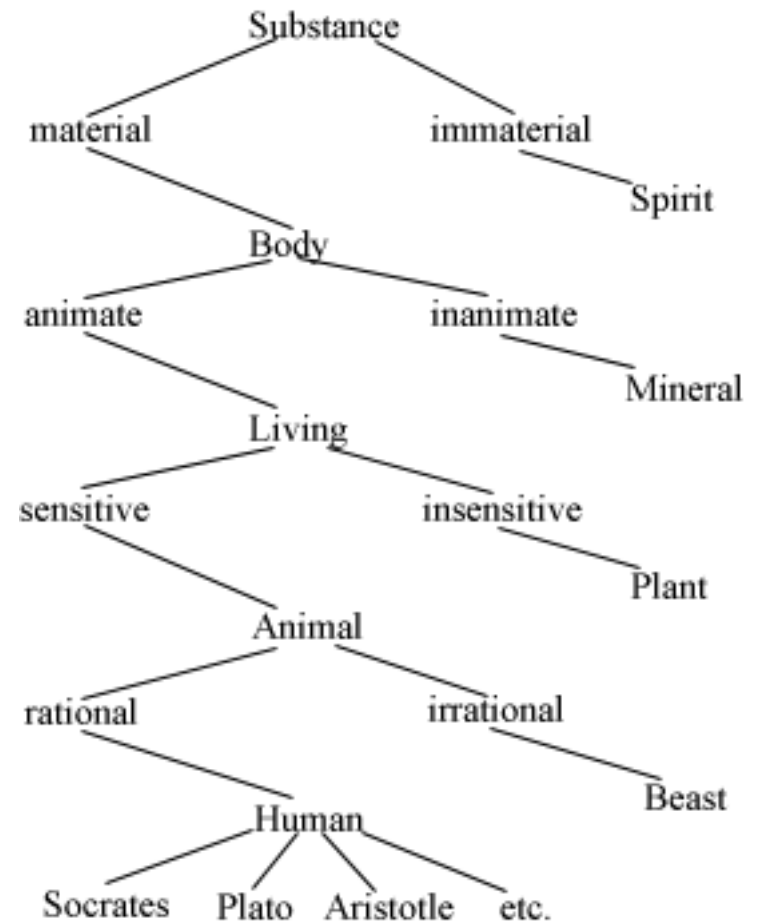 Substance
material immaterial
Spirit
Body
animate inanimate
Mineral
Living
sensitive insensitive
Plant
Animal
rational irrational
Beast
Human
Socrates Plato Aristotle etc.